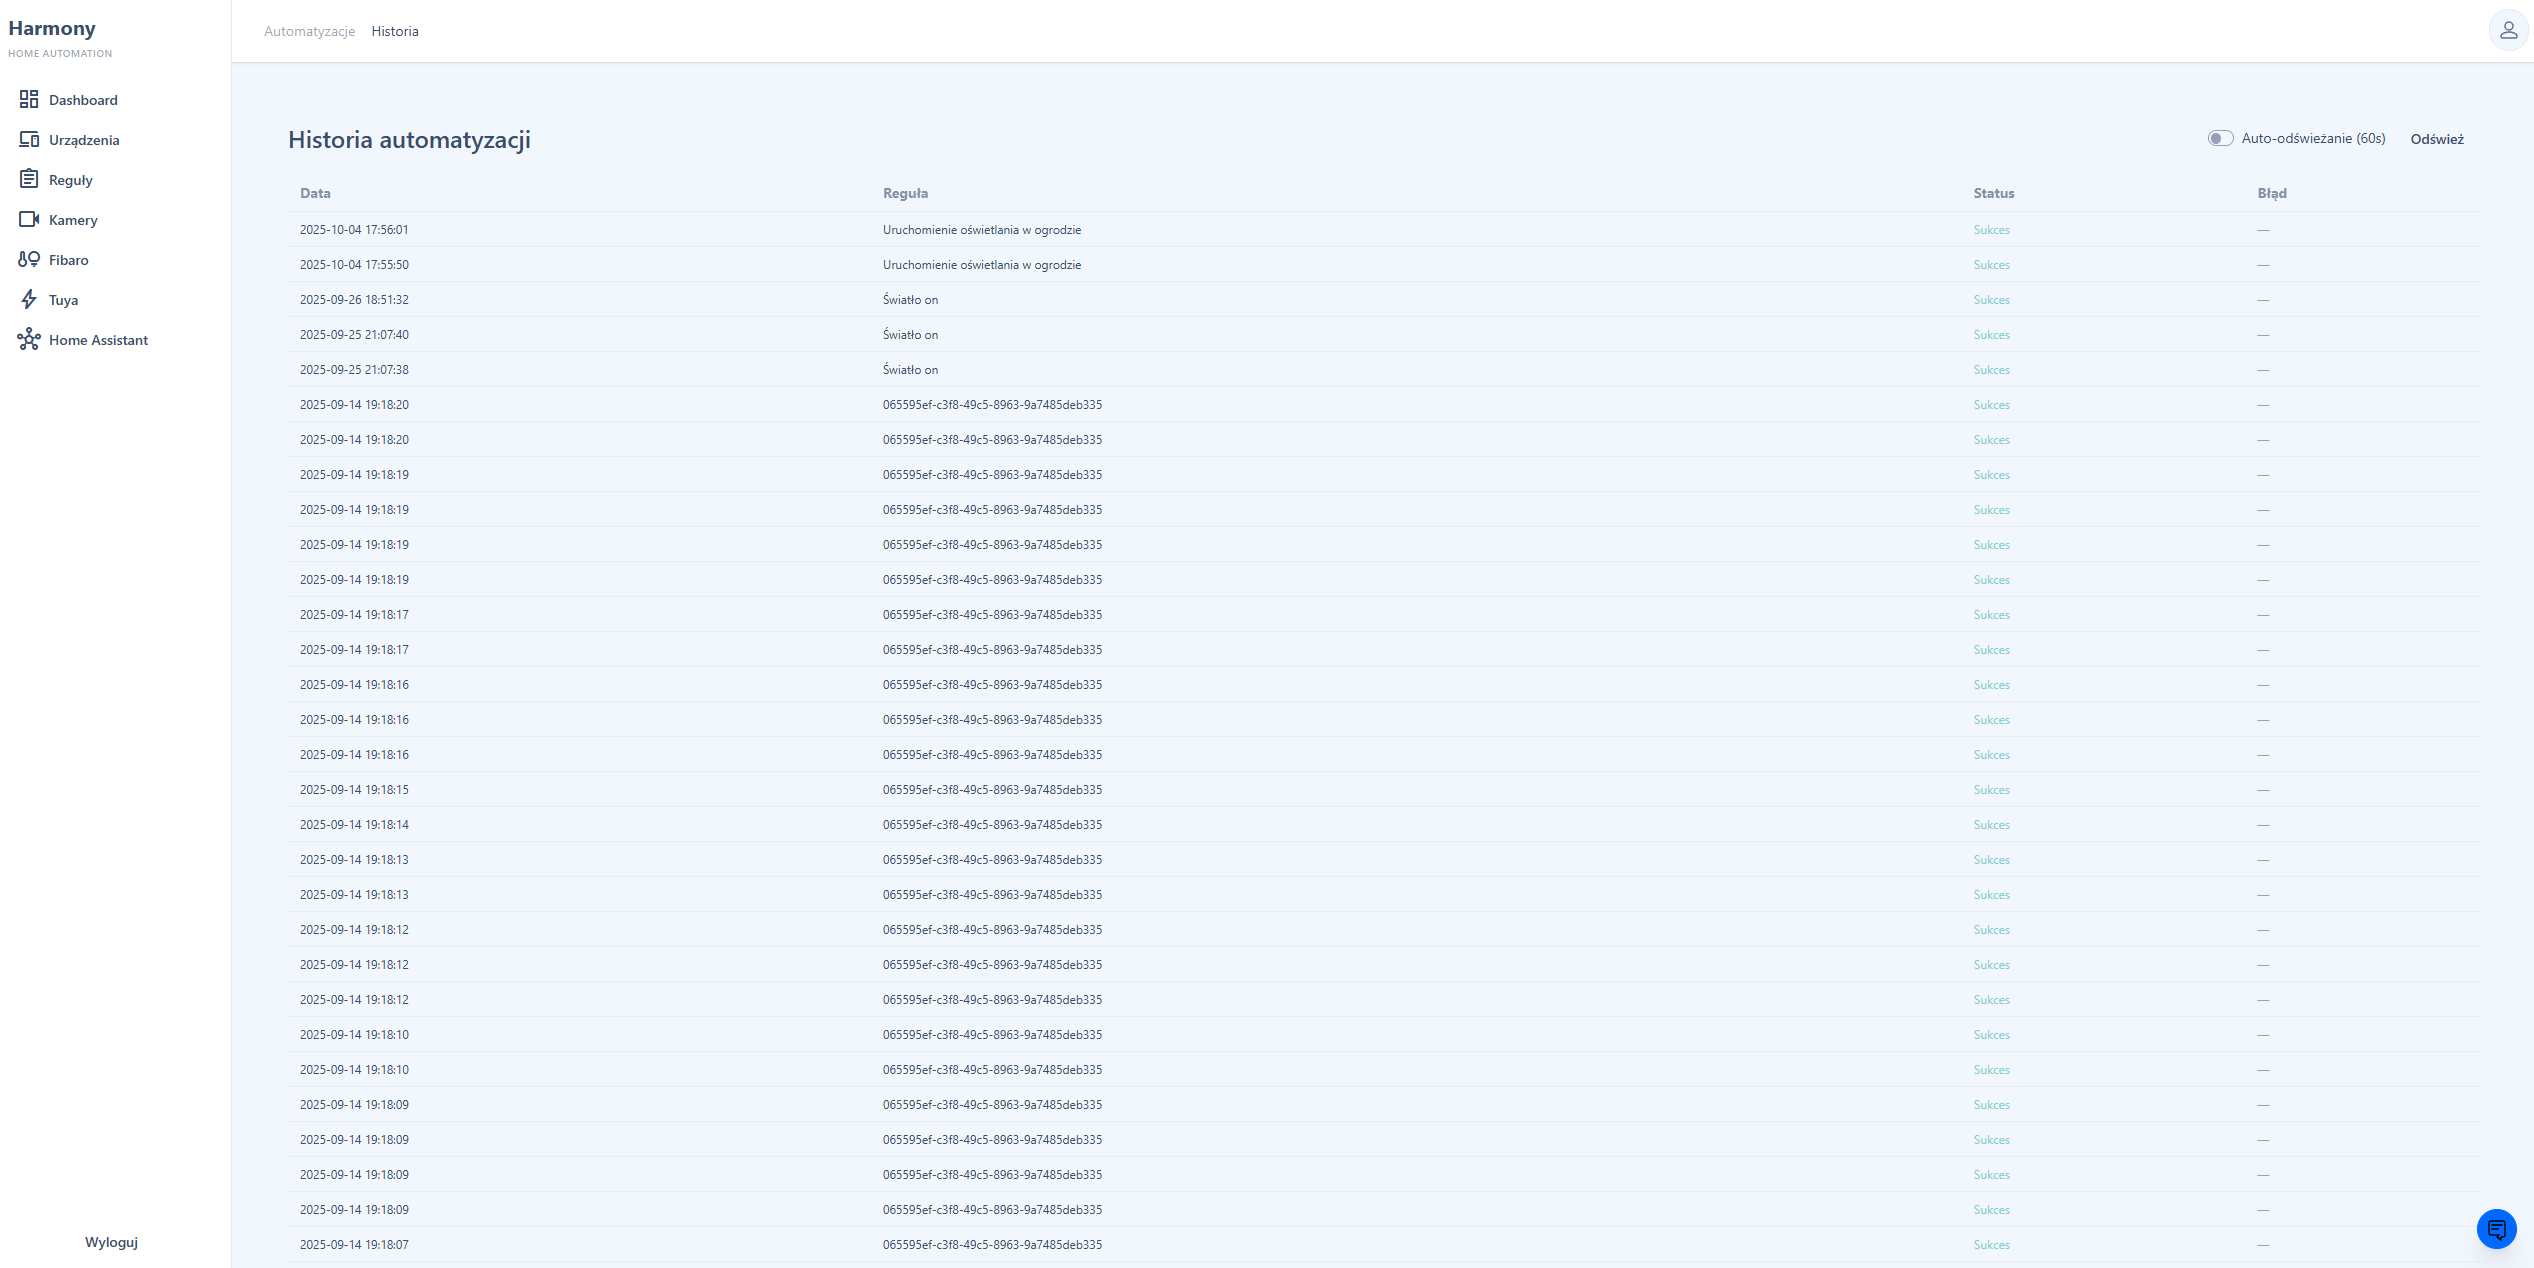 Harmony
HOME AUTOMATION
Dashboard
Urządzenia
Reguły
Kamery
Fibaro
Tuya
Home Assistant
Wyloguj
Automatyzacje Historia
Historia automatyzacji
Auto-odświeżanie (60s) Odśwież
Data Reguła Status Błąd
2025-10-04 17:56:01 Uruchomienie oświetlania w ogrodzie Sukces —
2025-10-04 17:55:50 Uruchomienie oświetlania w ogrodzie Sukces —
2025-09-26 18:51:32 Światło on Sukces —
2025-09-25 21:07:40 Światło on Sukces —
2025-09-25 21:07:38 Światło on Sukces —
2025-09-14 19:18:20 065595ef-c3f8-49c5-8963-9a7485deb335 Sukces —
2025-09-14 19:18:20 065595ef-c3f8-49c5-8963-9a7485deb335 Sukces —
2025-09-14 19:18:19 065595ef-c3f8-49c5-8963-9a7485deb335 Sukces —
2025-09-14 19:18:19 065595ef-c3f8-49c5-8963-9a7485deb335 Sukces —
2025-09-14 19:18:19 065595ef-c3f8-49c5-8963-9a7485deb335 Sukces —
2025-09-14 19:18:19 065595ef-c3f8-49c5-8963-9a7485deb335 Sukces —
2025-09-14 19:18:17 065595ef-c3f8-49c5-8963-9a7485deb335 Sukces —
2025-09-14 19:18:17 065595ef-c3f8-49c5-8963-9a7485deb335 Sukces —
2025-09-14 19:18:16 065595ef-c3f8-49c5-8963-9a7485deb335 Sukces —
2025-09-14 19:18:16 065595ef-c3f8-49c5-8963-9a7485deb335 Sukces —
2025-09-14 19:18:16 065595ef-c3f8-49c5-8963-9a7485deb335 Sukces —
2025-09-14 19:18:15 065595ef-c3f8-49c5-8963-9a7485deb335 Sukces —
2025-09-14 19:18:14 065595ef-c3f8-49c5-8963-9a7485deb335 Sukces —
2025-09-14 19:18:13 065595ef-c3f8-49c5-8963-9a7485deb335 Sukces —
2025-09-14 19:18:13 065595ef-c3f8-49c5-8963-9a7485deb335 Sukces —
2025-09-14 19:18:12 065595ef-c3f8-49c5-8963-9a7485deb335 Sukces —
2025-09-14 19:18:12 065595ef-c3f8-49c5-8963-9a7485deb335 Sukces —
2025-09-14 19:18:12 065595ef-c3f8-49c5-8963-9a7485deb335 Sukces —
2025-09-14 19:18:10 065595ef-c3f8-49c5-8963-9a7485deb335 Sukces —
2025-09-14 19:18:10 065595ef-c3f8-49c5-8963-9a7485deb335 Sukces —
2025-09-14 19:18:09 065595ef-c3f8-49c5-8963-9a7485deb335 Sukces —
2025-09-14 19:18:09 065595ef-c3f8-49c5-8963-9a7485deb335 Sukces —
2025-09-14 19:18:09 065595ef-c3f8-49c5-8963-9a7485deb335 Sukces —
2025-09-14 19:18:09 065595ef-c3f8-49c5-8963-9a7485deb335 Sukces —
2025-09-14 19:18:07 065595ef-c3f8-49c5-8963-9a7485deb335 Sukces —